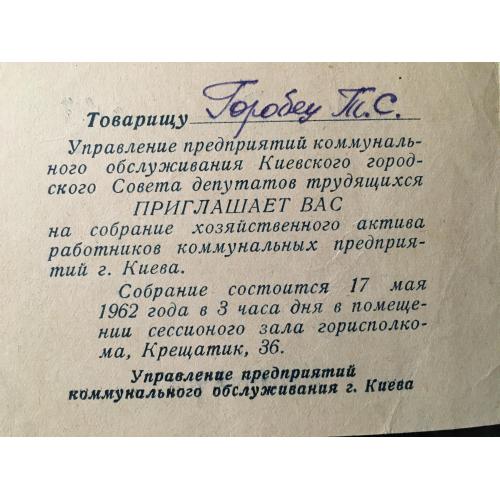 Товарищу Горобец Т.С.
Управление предприятий коммуналь-
ного обслуживания Киевского город-
ского Совета депутатов трудящихся
ПРИГЛАШАЕТ ВАС
на собрание хозяйственного актива
работников коммунальных предприя-
тий г. Киева.
Собрание состоится 17 мая
1962 года в 3 часа дня в помеще-
нии сессионного зала горисполко-
ма, Крещатик, 36.
Управление предприятий
коммунального обслуживания г. Киева